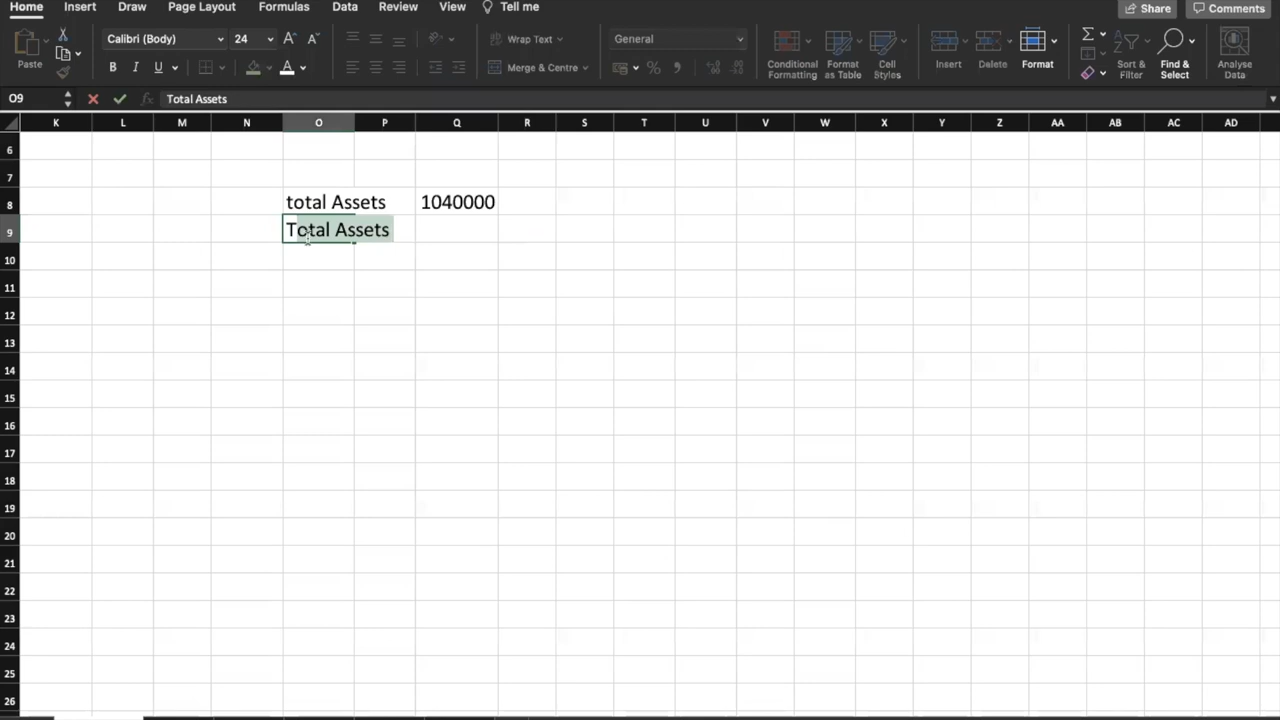 Home Insert Draw Page Layout Formulas Data Review View Tell me Share Comments
Calibri (Body) 24 A A Wrap Text General
Paste B I U A Merge & Centre % Conditional Formatting Format as Table Cell Styles Insert Delete Format Sort & Filter Find & Select Analyse Data
O9 fx Total Assets
K L M N O P Q R S T U V W X Y Z AA AB AC AD
6
7
8 total Assets 1040000
9 Total Assets
10
11
12
13
14
15
16
17
18
19
20
21
22
23
24
25
26